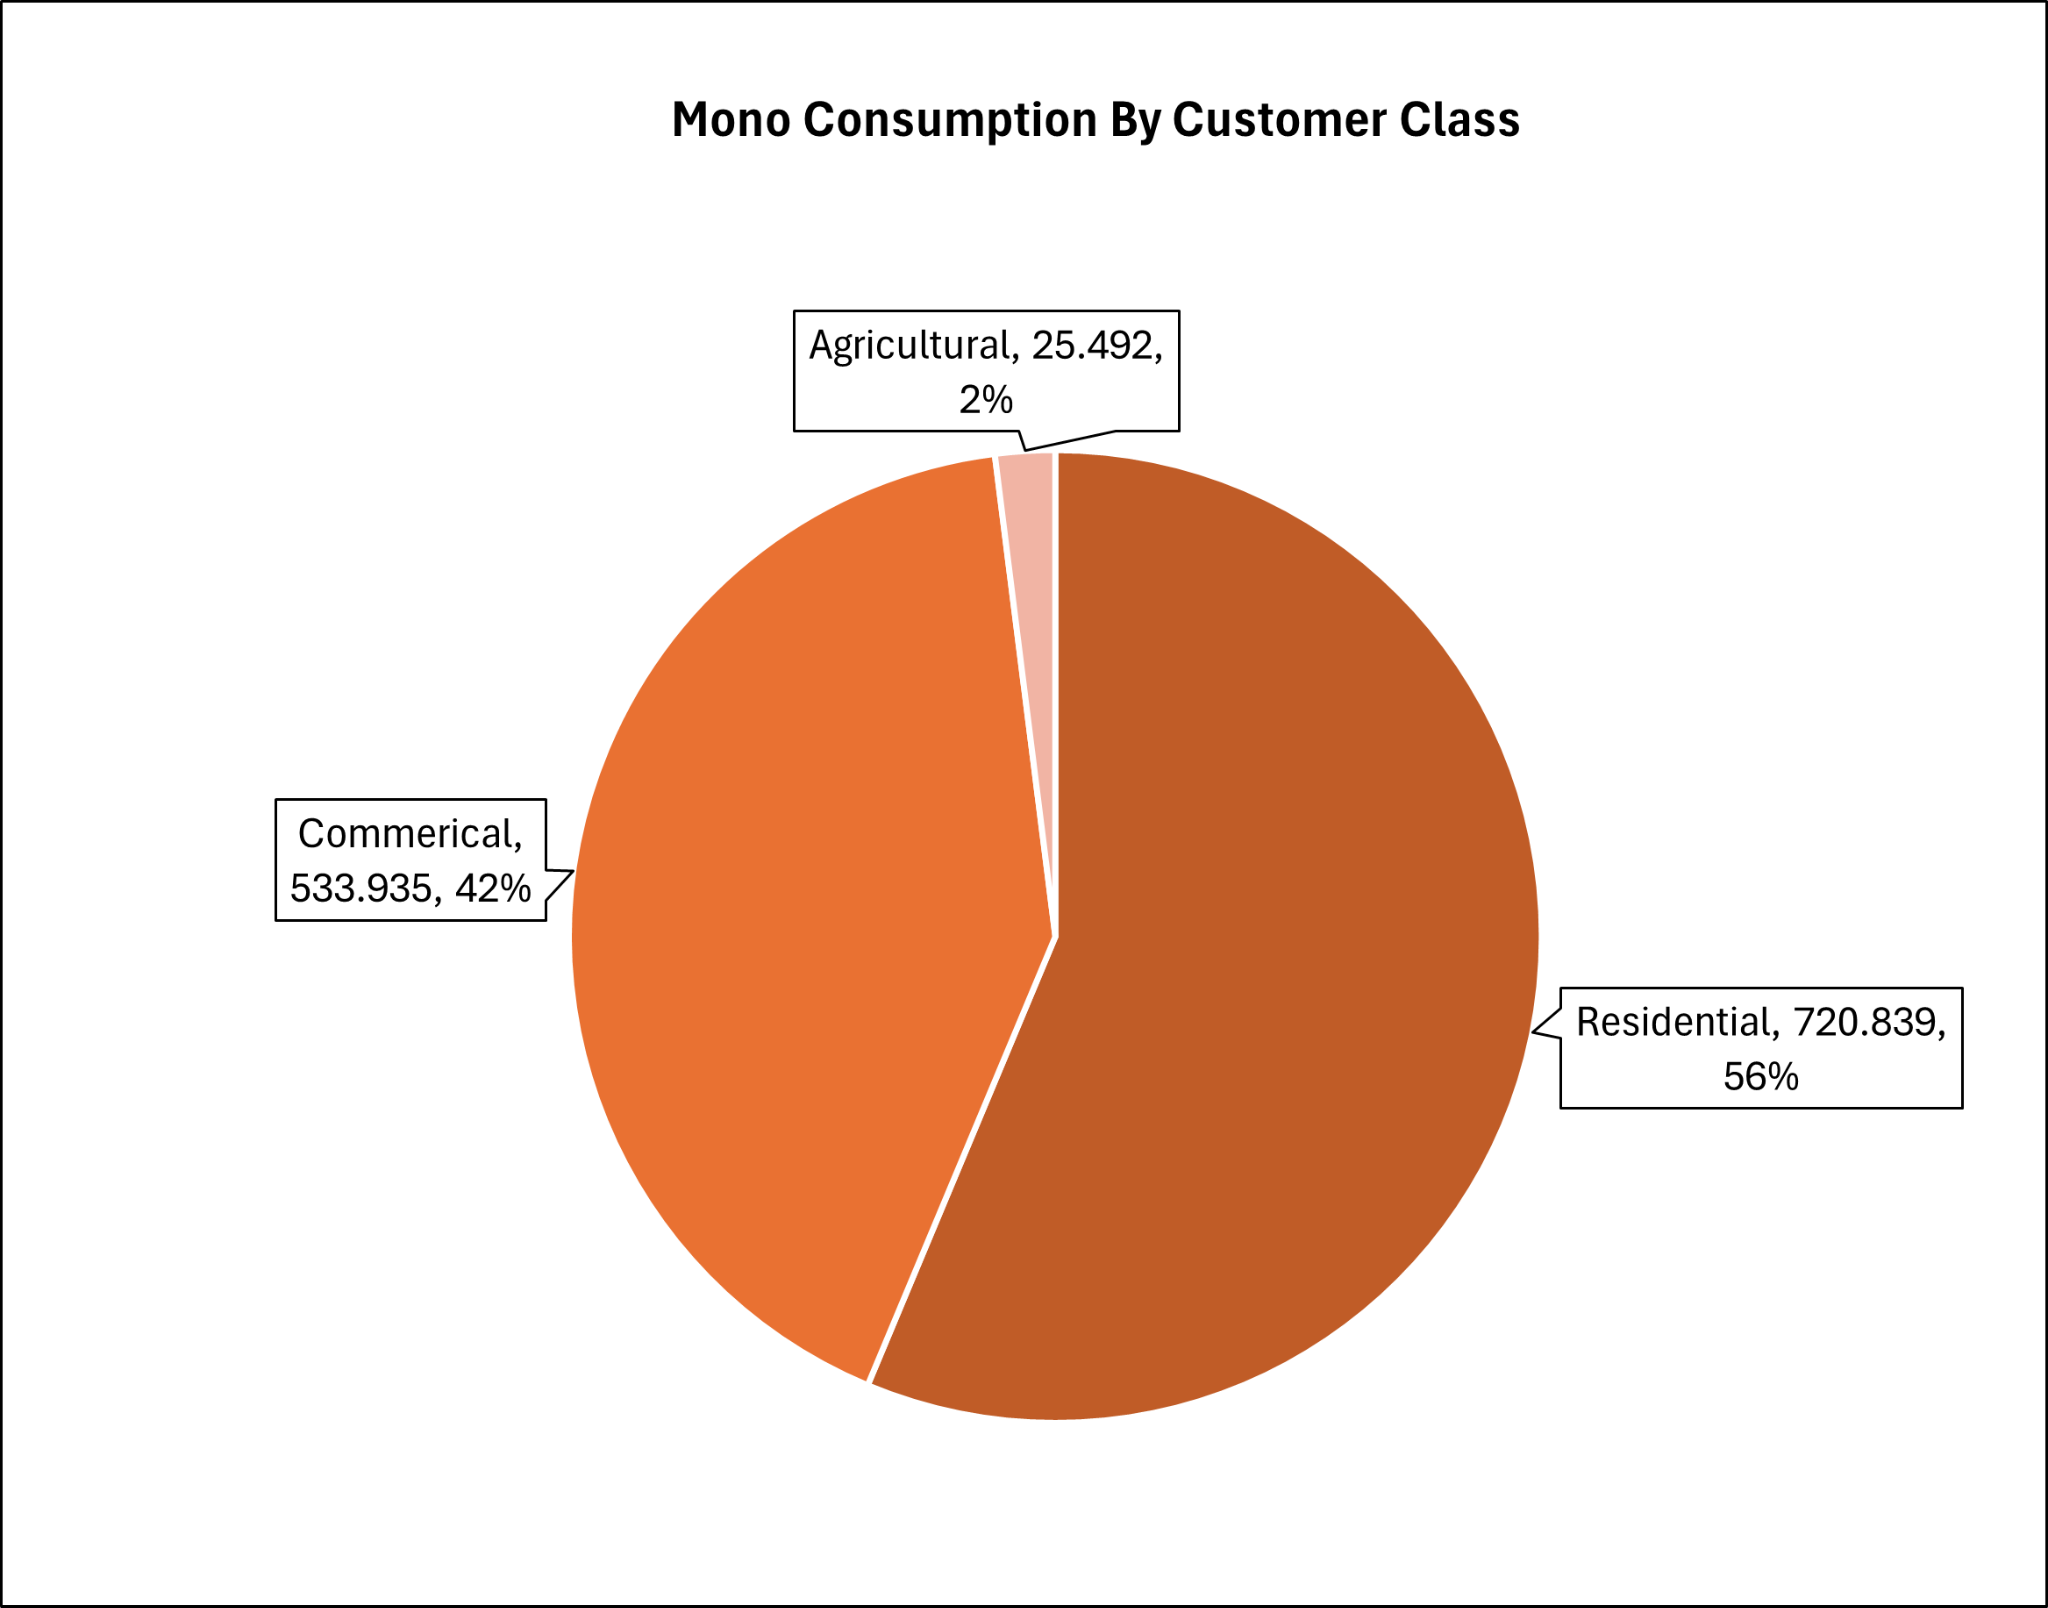 Mono Consumption By Customer Class
Agricultural, 25.492,
2%
Commerical,
533.935, 42%
Residential, 720.839,
56%